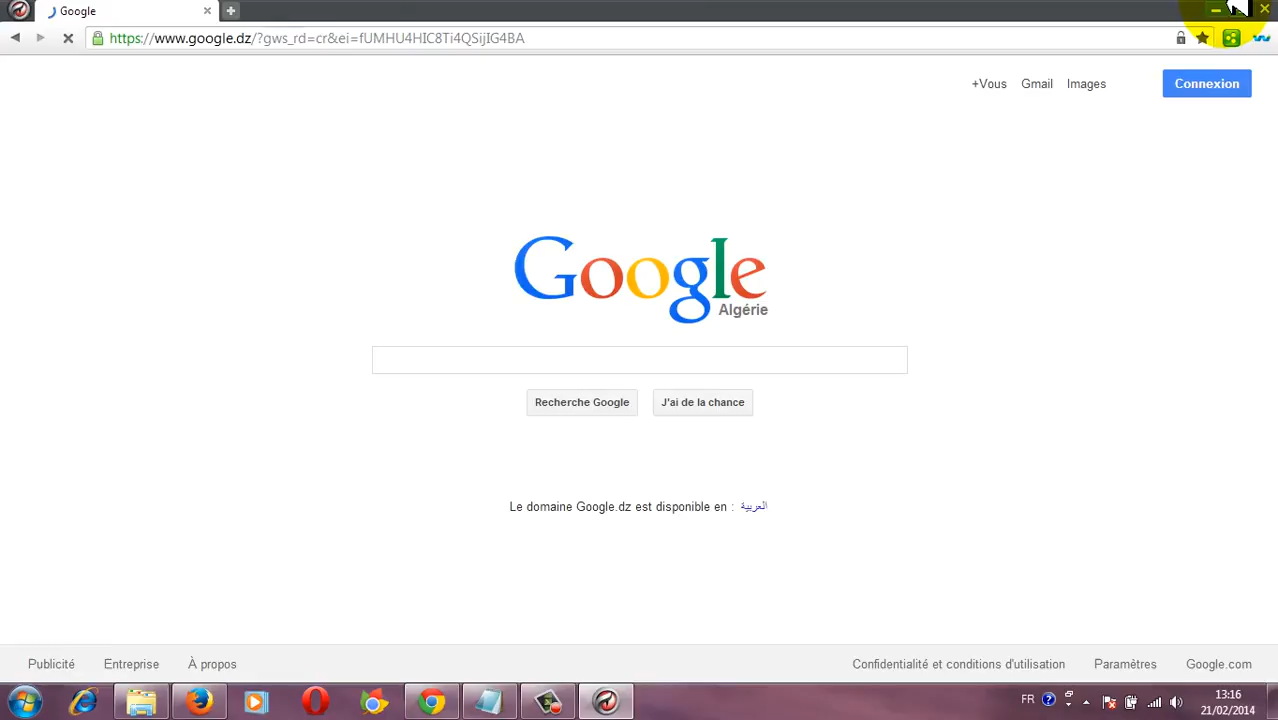 Google
https://www.google.dz/?gws_rd=cr&ei=fUMHU4HIC8Ti4QSijIG4BA
+Vous Gmail Images Connexion
Google
Algérie
Recherche Google J'ai de la chance
Le domaine Google.dz est disponible en : العربية
Publicité Entreprise À propos Confidentialité et conditions d'utilisation Paramètres Google.com
FR 13:16
21/02/2014